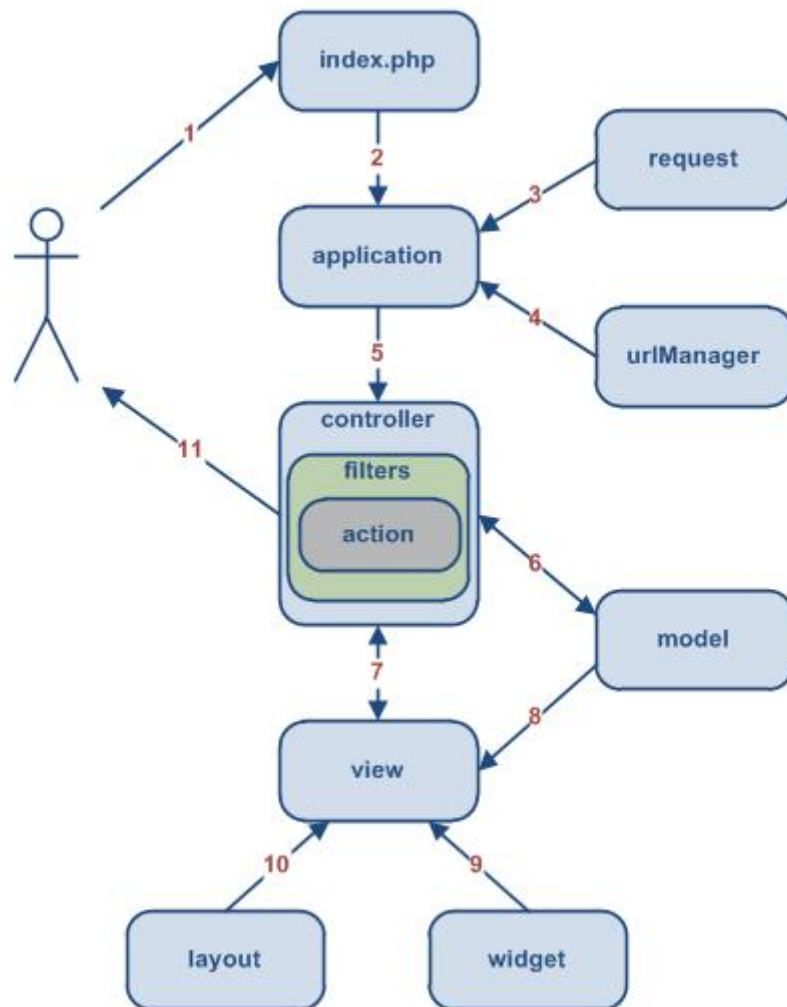 index.php
1
2
request
3
application
4
urlManager
5
controller
11
filters
action
6
model
7
8
view
10
9
layout
widget